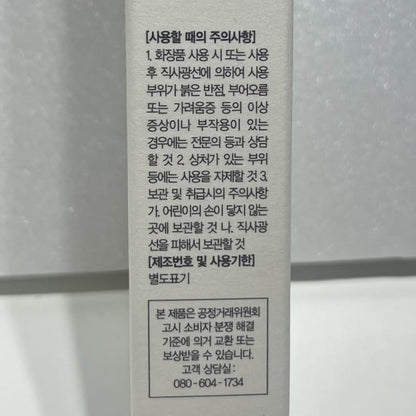 [사용할 때의 주의사항]
1. 화장품 사용 시 또는 사용
후 직사광선에 의하여 사용
부위가 붉은 반점, 부어오름
또는 가려움증 등의 이상
증상이나 부작용이 있는
경우에는 전문의 등과 상담
할 것 2. 상처가 있는 부위
등에는 사용을 자제할 것 3.
보관 및 취급시의 주의사항
가. 어린이의 손이 닿지 않는
곳에 보관할 것 나. 직사광
선을 피해서 보관할 것
[제조번호 및 사용기한]
별도표기
본 제품은 공정거래위원회
고시 소비자 분쟁 해결
기준에 의거 교환 또는
보상받을 수 있습니다.
고객 상담실 :
080-604-1734